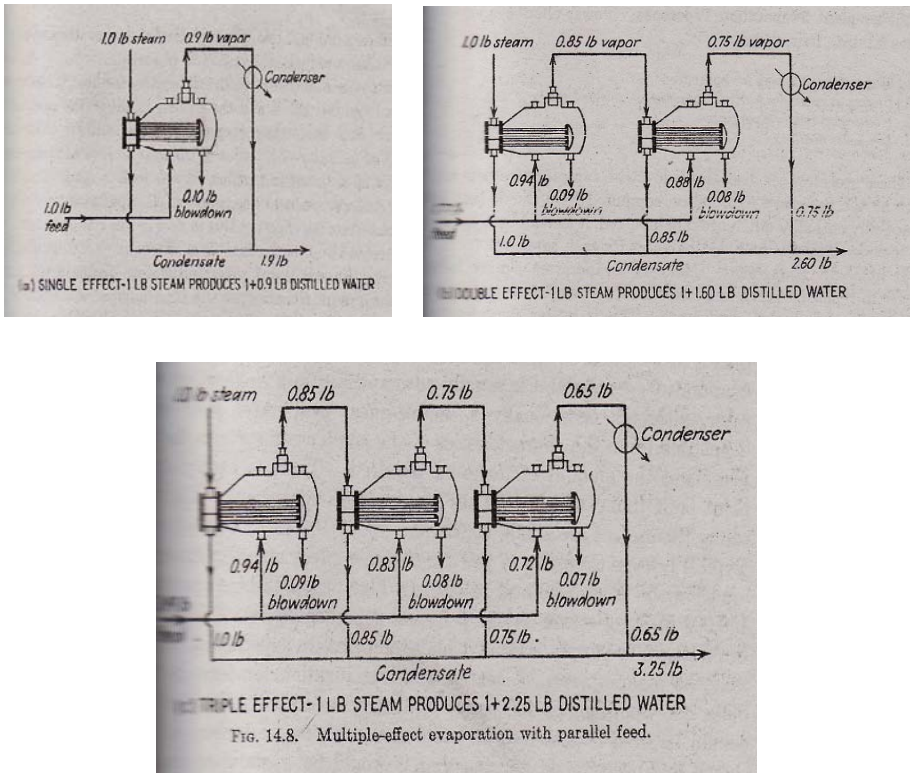 1.0 lb steam 0.9 lb vapor
Condenser
0.10 lb
blowdown
1.0 lb
feed
Condensate 1.9 lb
(a) SINGLE EFFECT-1 LB STEAM PRODUCES 1+0.9 LB DISTILLED WATER
1.0 lb steam 0.85 lb vapor 0.75 lb vapor
Condenser
0.94 lb 0.88 lb
0.09 lb 0.08 lb
blowdown blowdown 0.75 lb
1.0 lb 0.85 lb
Condensate 2.60 lb
DOUBLE EFFECT-1 LB STEAM PRODUCES 1+1.60 LB DISTILLED WATER
lb steam 0.85 lb 0.75 lb 0.65 lb
Condenser
0.94 lb 0.83 lb 0.72 lb
0.09 lb 0.08 lb 0.07 lb
blowdown blowdown blowdown
1.0 lb 0.85 lb 0.75 lb. 0.65 lb
Condensate 3.25 lb
TRIPLE EFFECT-1 LB STEAM PRODUCES 1+2.25 LB DISTILLED WATER
FIG. 14.8. Multiple-effect evaporation with parallel feed.